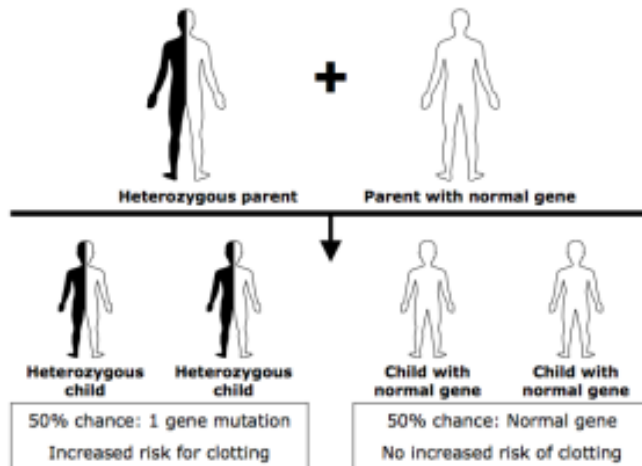 +
Heterozygous parent
Parent with normal gene
Heterozygous child
Heterozygous child
Child with normal gene
Child with normal gene
50% chance: 1 gene mutation
Increased risk for clotting
50% chance: Normal gene
No increased risk of clotting